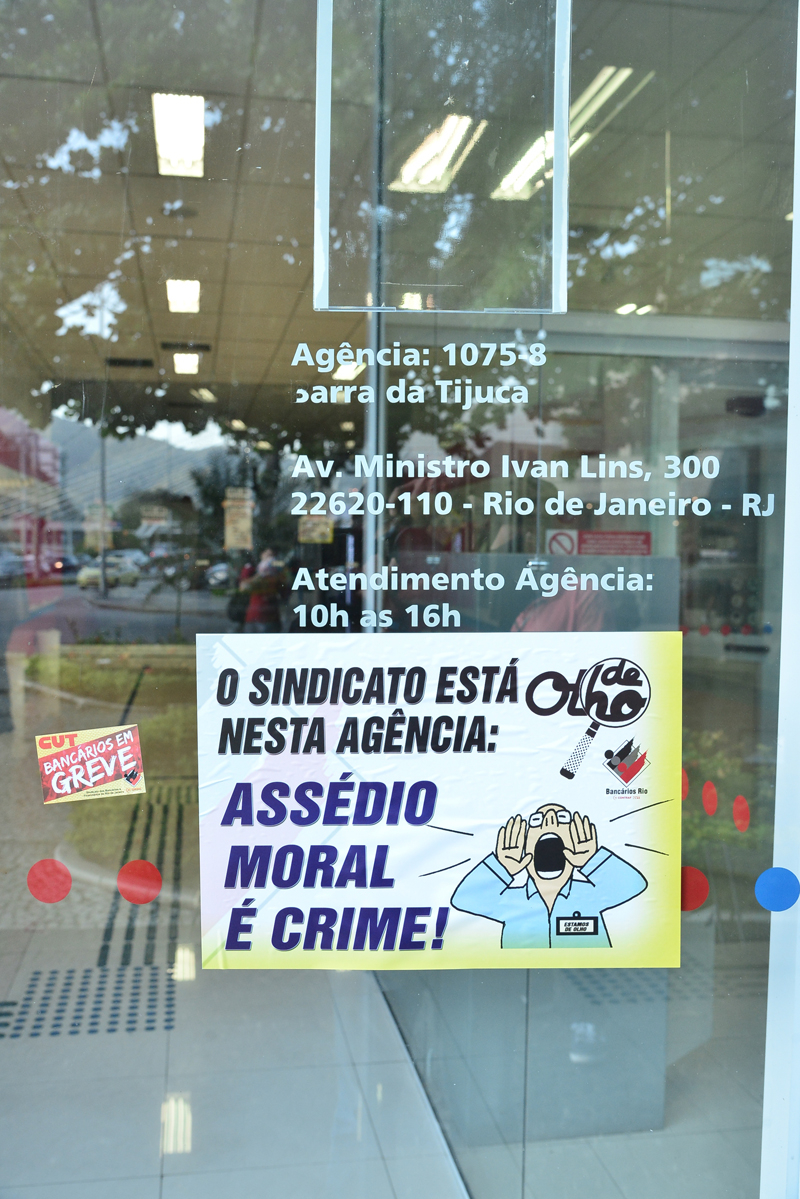 Agência: 1075-8
Barra da Tijuca
Av. Ministro Ivan Lins, 300
22620-110 - Rio de Janeiro - RJ
Atendimento Agência:
10h as 16h
O SINDICATO ESTÁ
NESTA AGÊNCIA:
de
Olho
Bancários Rio
ASSÉDIO
MORAL
É CRIME!
ESTAMOS
DE OLHO
CUT
BANCÁRIOS EM
GREVE